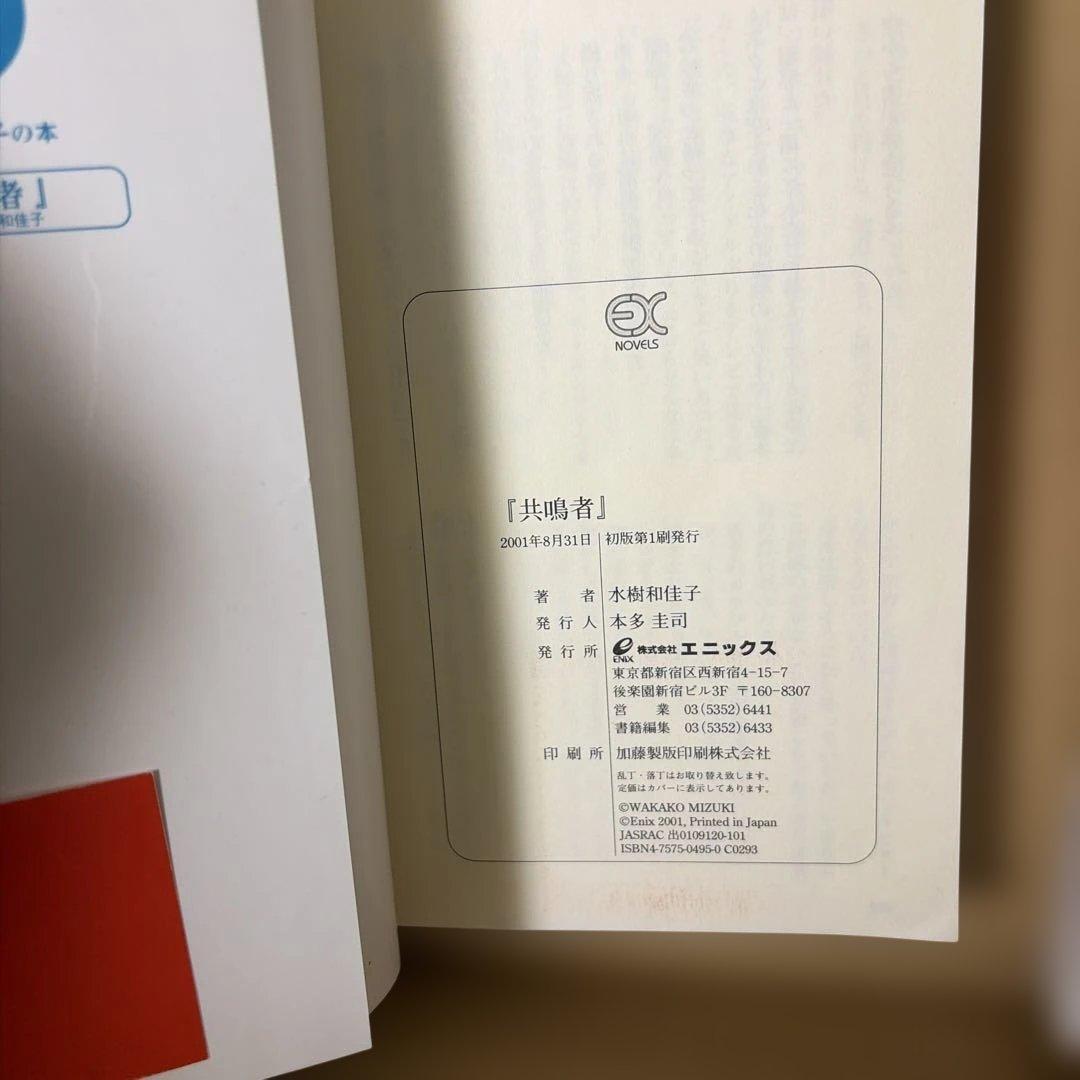 子の本
者』
和佳子
EX
NOVELS
『共鳴者』
2001年8月31日 初版第1刷発行
著 者 水樹和佳子
発行人 本多 圭司
発行所 ENIX 株式会社 エニックス
東京都新宿区西新宿4-15-7
後楽園新宿ビル3F 〒160-8307
営 業 03(5352)6441
書籍編集 03(5352)6433
印刷所 加藤製版印刷株式会社
乱丁・落丁はお取り替え致します。
定価はカバーに表示してあります。
©WAKAKO MIZUKI
©Enix 2001, Printed in Japan
JASRAC 出0109120-101
ISBN4-7575-0495-0 C0293